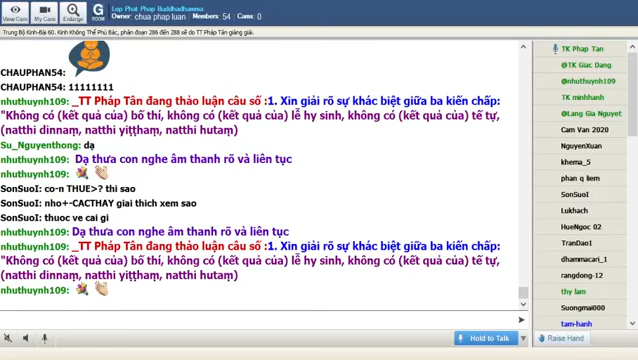 View Cam
My Cam
Enlarge
G
ROOM
Lop Phat Phap Buddhadhamma
Owner: chua phap luan / Members: 54 / Cams: 0
Trung Bộ Kinh-Bài 60. Kinh Không Thể Phú Bác, phân đoạn 286 đến 288 sẽ do TT Pháp Tân giảng giải.
CHAUPHAN54:
CHAUPHAN54: 11111111
nhuthuynh109: _TT Pháp Tân đang thảo luận câu số :1. Xin giải rõ sự khác biệt giữa ba kiến chấp:
"Không có (kết quả của) bố thí, không có (kết quả của) lễ hy sinh, không có (kết quả của) tế tự,
(natthi dinnaṃ, natthi yiṭṭhaṃ, natthi hutaṃ)
Su_Nguyenthong: dạ
nhuthuynh109: Dạ thưa con nghe âm thanh rõ và liên tục
nhuthuynh109:
SonSuoI: co-n THUE>? thi sao
SonSuoI: nho+-CACTHAY giai thich xem sao
SonSuoI: thuoc ve cai gi
nhuthuynh109: Dạ thưa con nghe âm thanh rõ và liên tục
nhuthuynh109: _TT Pháp Tân đang thảo luận câu số :1. Xin giải rõ sự khác biệt giữa ba kiến chấp:
"Không có (kết quả của) bố thí, không có (kết quả của) lễ hy sinh, không có (kết quả của) tế tự,
(natthi dinnaṃ, natthi yiṭṭhaṃ, natthi hutaṃ)
nhuthuynh109:
TK Phap Tan
@TK Giac Dang
@nhuthuynh109
TK minhhanh
@Lang Gia Nguyet
Cam Van 2020
NguyenXuan
khema_5
phan q liem
SonSuoI
Lukhach
HueNgoc 02
TranDao1
dhammacari_1
rangdong-12
thy lam
Suongmai000
tam-hanh
Hold to Talk
Raise Hand